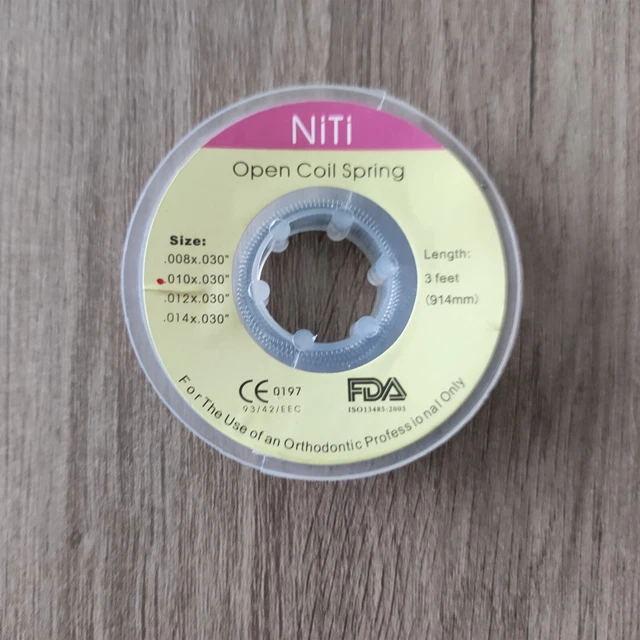 NiTi
Open Coil Spring
Size:
.008x.030"
.010x.030"
.012x.030"
.014x.030"
Length:
3 feet
(914mm)
CE 0197
93/42/EEC
FDA
ISO13485:2003
For The Use of an Orthodontic Professional Only